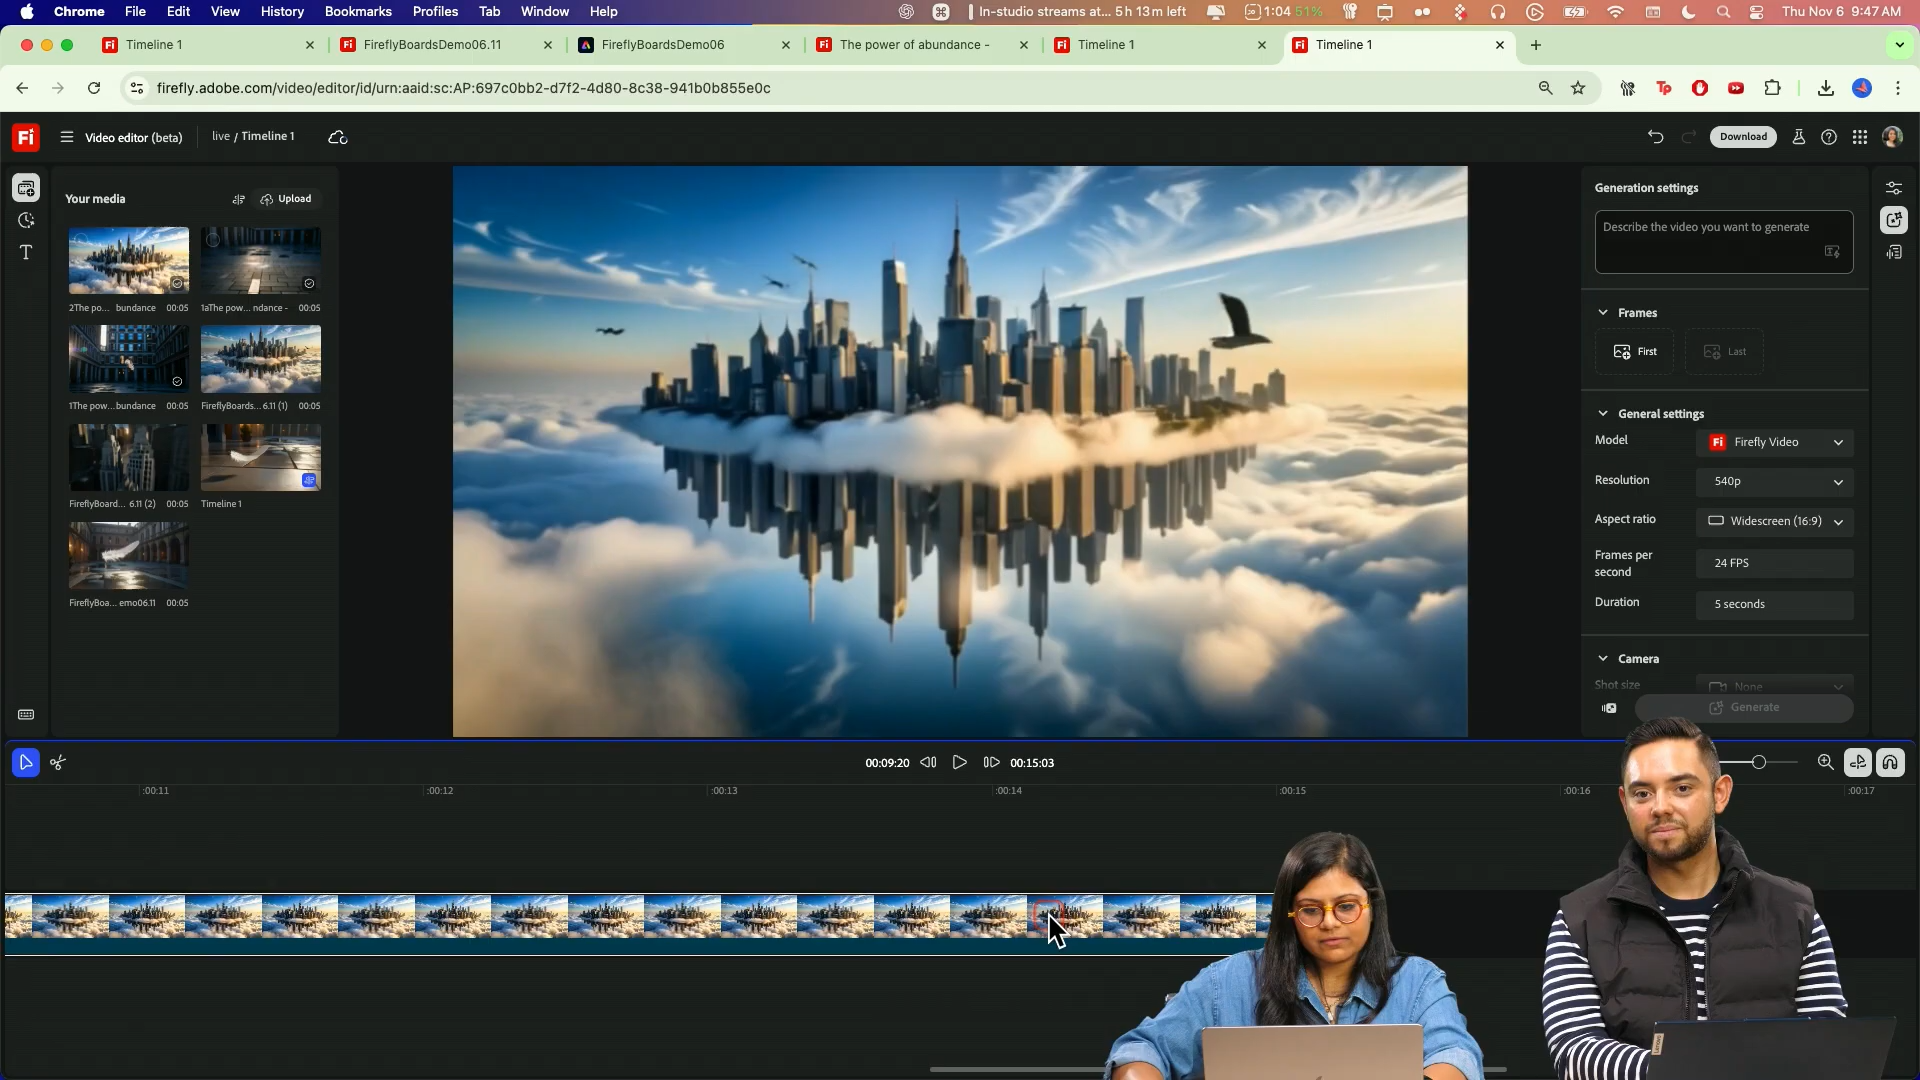 Chrome File Edit View History Bookmarks Profiles Tab Window Help In-studio streams at... 5 h 13 m left 1:04 51% Thu Nov 6 9:47 AM
Timeline 1 FireflyBoardsDemo06.11 FireflyBoardsDemo06 The power of abundance - Timeline 1 Timeline 1
firefly.adobe.com/video/editor/id/urn:aaid:sc:AP:697c0bb2-d7f2-4d80-8c38-941b0b855e0c
Fi Video editor (beta) live / Timeline 1 Download
Your media Upload
2The po... bundance 00:05 1aThe pow... ndance - 00:05
1The pow...bundance 00:05 FireflyBoards... 6.11 (1) 00:05
FireflyBoard... 6.11 (2) 00:05 Timeline 1
FireflyBoa... emo06.11 00:05
Generation settings
Describe the video you want to generate
Frames
First Last
General settings
Model Firefly Video
Resolution 540p
Aspect ratio Widescreen (16:9)
Frames per
second 24 FPS
Duration 5 seconds
Camera
Shot size None
Generate
00:09:20 00:15:03
:00:11 :00:12 :00:13 :00:14 :00:15 :00:16 :00:17
Lenovo